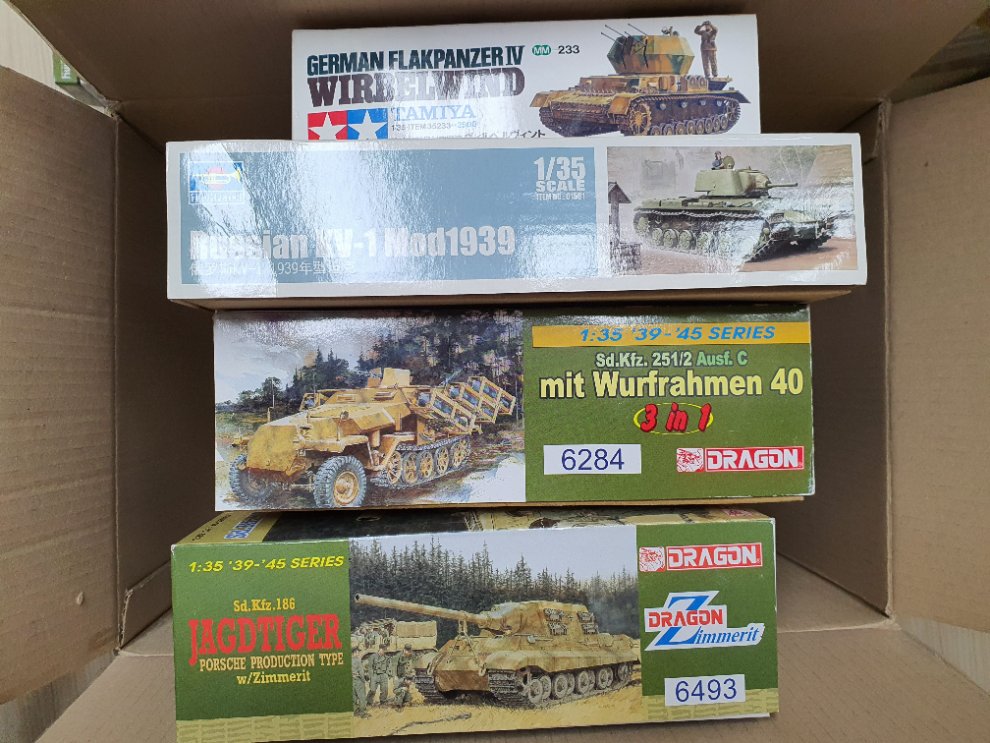 GERMAN FLAKPANZER IV
MM -233
WIRBELWIND
TAMIYA
1/35 SCALE
Russian KV-1 Mod1939
1:35 '39-'45 SERIES
Sd.Kfz. 251/2 Ausf. C
mit Wurfrahmen 40
3 in 1
6284
DRAGON
1:35 '39-'45 SERIES
Sd.Kfz.186
JAGDTIGER
PORSCHE PRODUCTION TYPE
w/Zimmerit
DRAGON
DRAGON
Zimmerit
6493